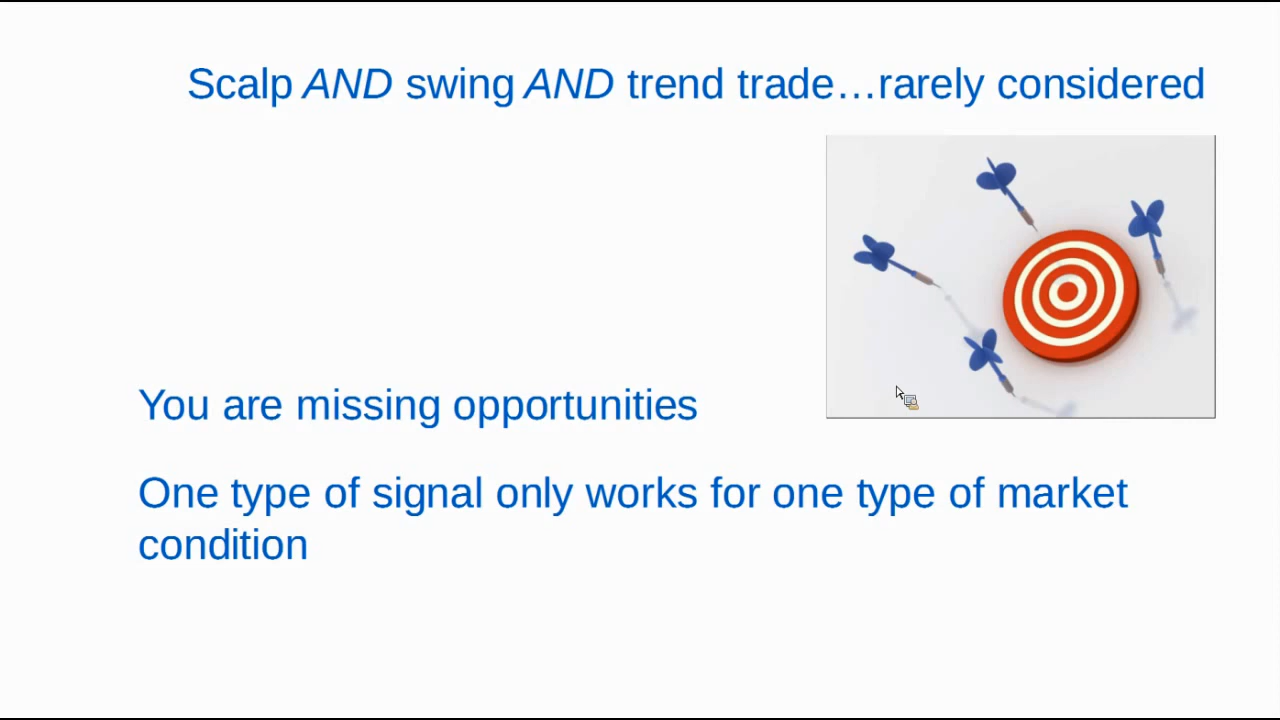 Scalp AND swing AND trend trade…rarely considered
You are missing opportunities
One type of signal only works for one type of market
condition